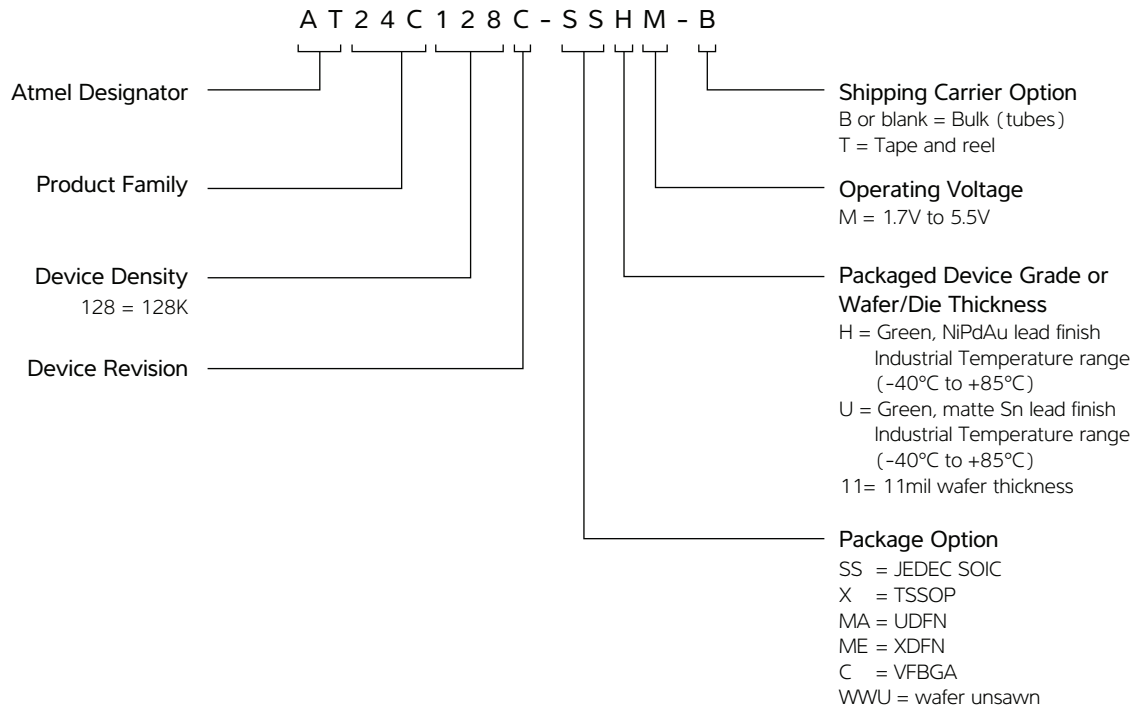 A T 2 4 C 1 2 8 C - S S H M - B
Atmel Designator
Product Family
Device Density
128 = 128K
Device Revision
Shipping Carrier Option
B or blank = Bulk (tubes)
T = Tape and reel
Operating Voltage
M = 1.7V to 5.5V
Packaged Device Grade or
Wafer/Die Thickness
H = Green, NiPdAu lead finish
Industrial Temperature range
(-40°C to +85°C)
U = Green, matte Sn lead finish
Industrial Temperature range
(-40°C to +85°C)
11= 11mil wafer thickness
Package Option
SS = JEDEC SOIC
X = TSSOP
MA = UDFN
ME = XDFN
C = VFBGA
WWU = wafer unsawn